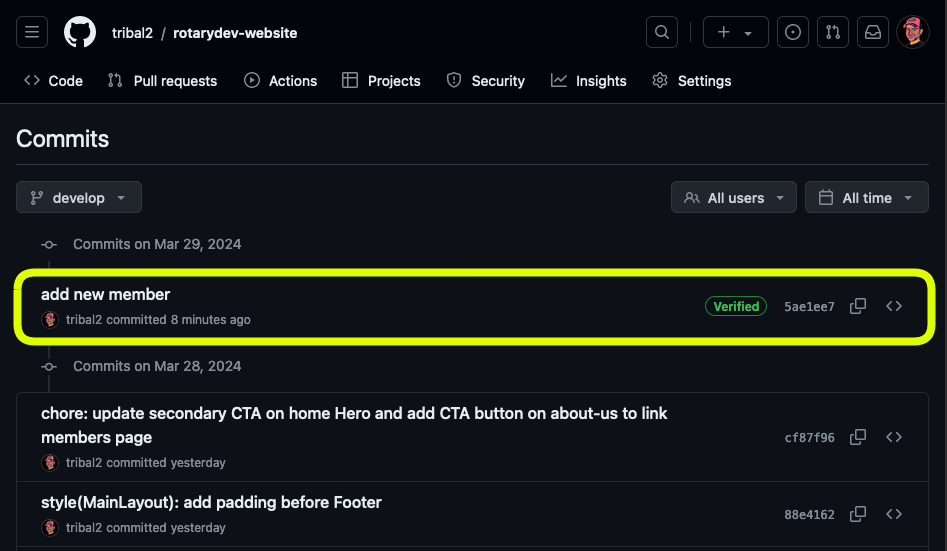 tribal2 / rotarydev-website
Code Pull requests Actions Projects Security Insights Settings
Commits
develop All users All time
Commits on Mar 29, 2024
add new member
tribal2 committed 8 minutes ago
Verified 5ae1ee7
Commits on Mar 28, 2024
chore: update secondary CTA on home Hero and add CTA button on about-us to link
members page
cf87f96
tribal2 committed yesterday
style(MainLayout): add padding before Footer
88e4162
tribal2 committed yesterday